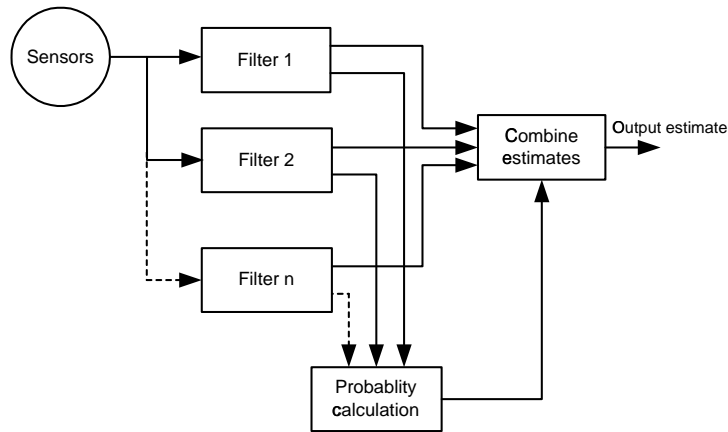 Sensors
Filter 1
Filter 2
Filter n
Combine
estimates
Output estimate
Probablity
calculation